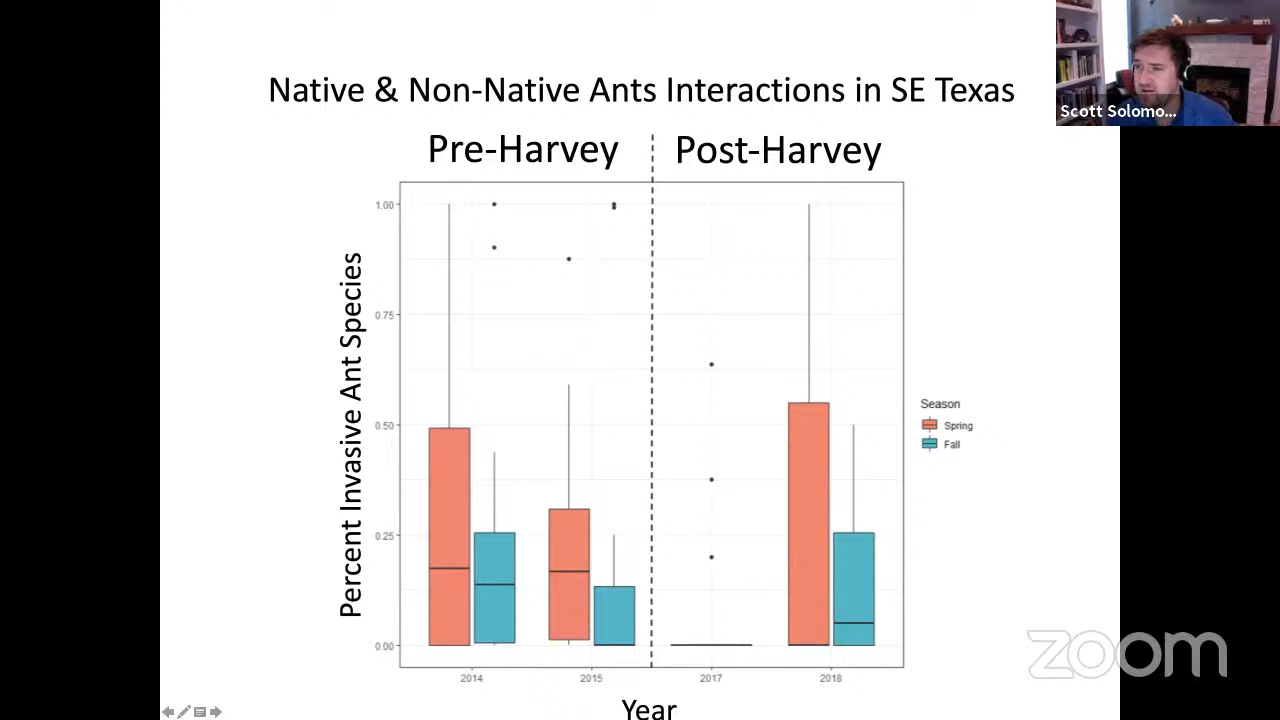 Native & Non-Native Ants Interactions in SE Texas
Scott Solomo...
Pre-Harvey
Post-Harvey
Percent Invasive Ant Species
1.00
0.75
0.50
0.25
0.00
2014
2015
2017
2018
Year
Season
Spring
Fall
zoom